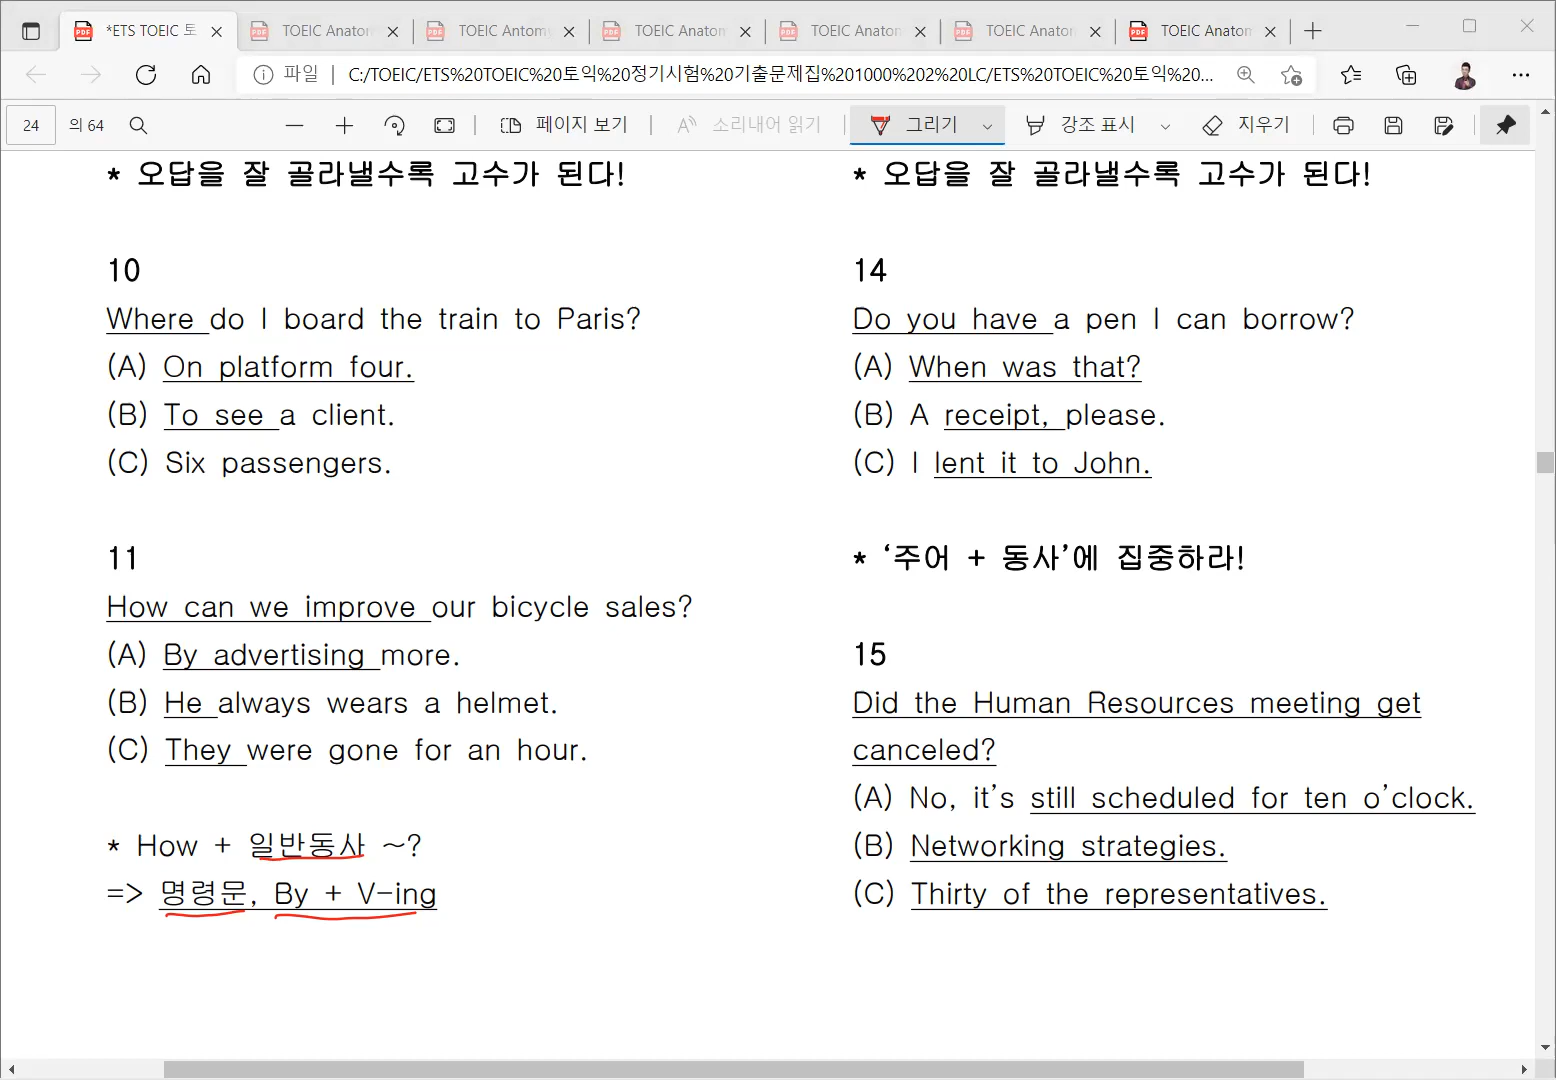 *ETS TOEIC 토
TOEIC Anatom
TOEIC Antom
TOEIC Anatom
TOEIC Anatom
TOEIC Anatom
TOEIC Anatom
파일
C:/TOEIC/ETS%20TOEIC%20토익%20정기시험%20기출문제집%201000%202%20LC/ETS%20TOEIC%20토익%20...
24
의 64
페이지 보기
소리내어 읽기
그리기
강조 표시
지우기
* 오답을 잘 골라낼수록 고수가 된다!
10
Where do I board the train to Paris?
(A) On platform four.
(B) To see a client.
(C) Six passengers.
11
How can we improve our bicycle sales?
(A) By advertising more.
(B) He always wears a helmet.
(C) They were gone for an hour.
* How + 일반동사 ~?
=> 명령문, By + V-ing
* 오답을 잘 골라낼수록 고수가 된다!
14
Do you have a pen I can borrow?
(A) When was that?
(B) A receipt, please.
(C) I lent it to John.
* ‘주어 + 동사’에 집중하라!
15
Did the Human Resources meeting get
canceled?
(A) No, it’s still scheduled for ten o’clock.
(B) Networking strategies.
(C) Thirty of the representatives.